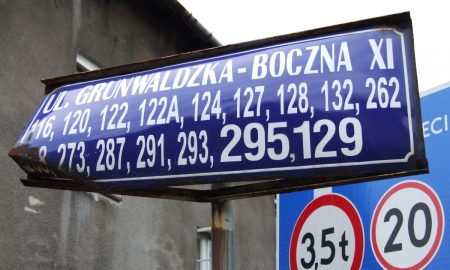 UL. GRUNWALDZKA-BOCZNA XI
116, 120, 122, 122A, 124, 127, 128, 132, 262
273, 287, 291, 293, 295,129
3,5t
20